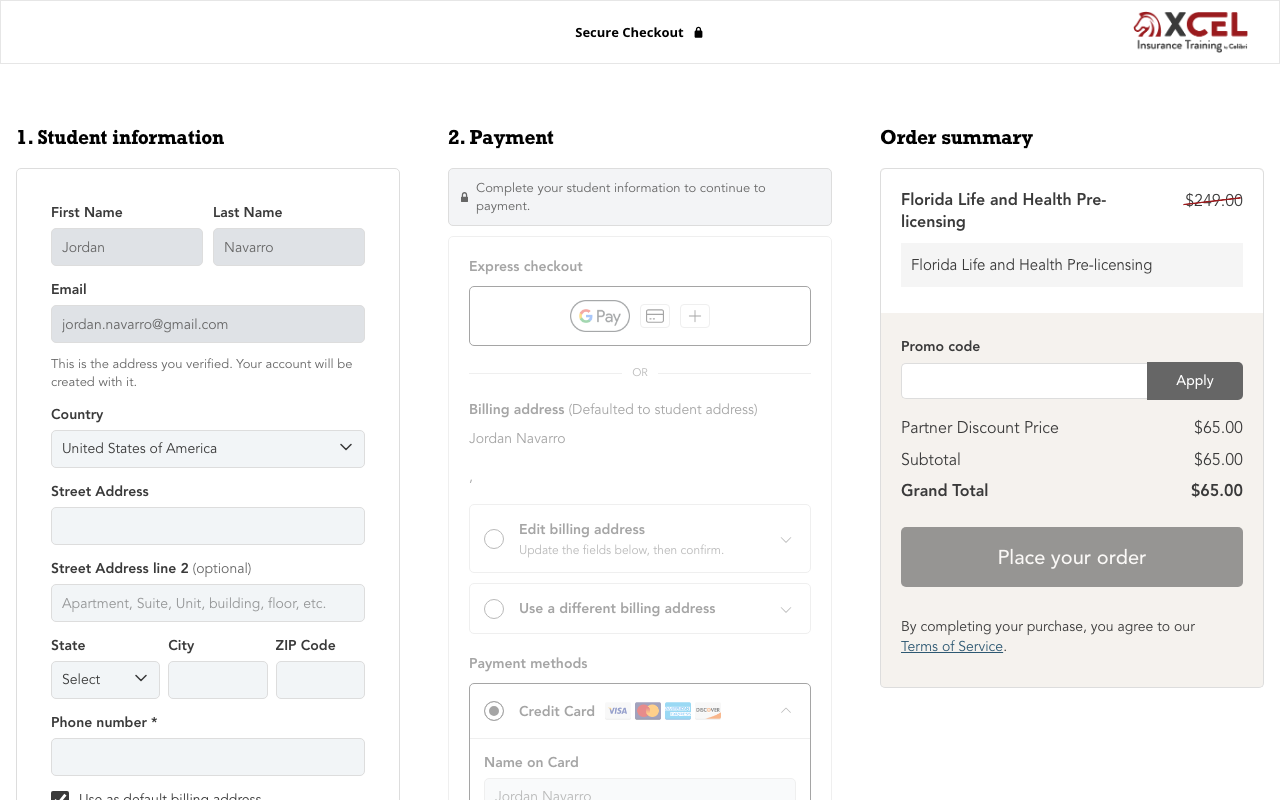 Secure Checkout
XCEL
Insurance Training by Colibri
1. Student information
First Name
Last Name
Jordan
Navarro
Email
jordan.navarro@gmail.com
This is the address you verified. Your account will be
created with it.
Country
United States of America
Street Address
Street Address line 2 (optional)
Apartment, Suite, Unit, building, floor, etc.
State
City
ZIP Code
Select
Phone number *
Use as default billing address
2. Payment
Complete your student information to continue to
payment.
Express checkout
G Pay
OR
Billing address (Defaulted to student address)
Jordan Navarro
,
Edit billing address
Update the fields below, then confirm.
Use a different billing address
Payment methods
Credit Card VISA DISCOVER
Name on Card
Jordan Navarro
Order summary
Florida Life and Health Pre-
licensing
$249.00
Florida Life and Health Pre-licensing
Promo code
Apply
Partner Discount Price $65.00
Subtotal $65.00
Grand Total $65.00
Place your order
By completing your purchase, you agree to our
Terms of Service.